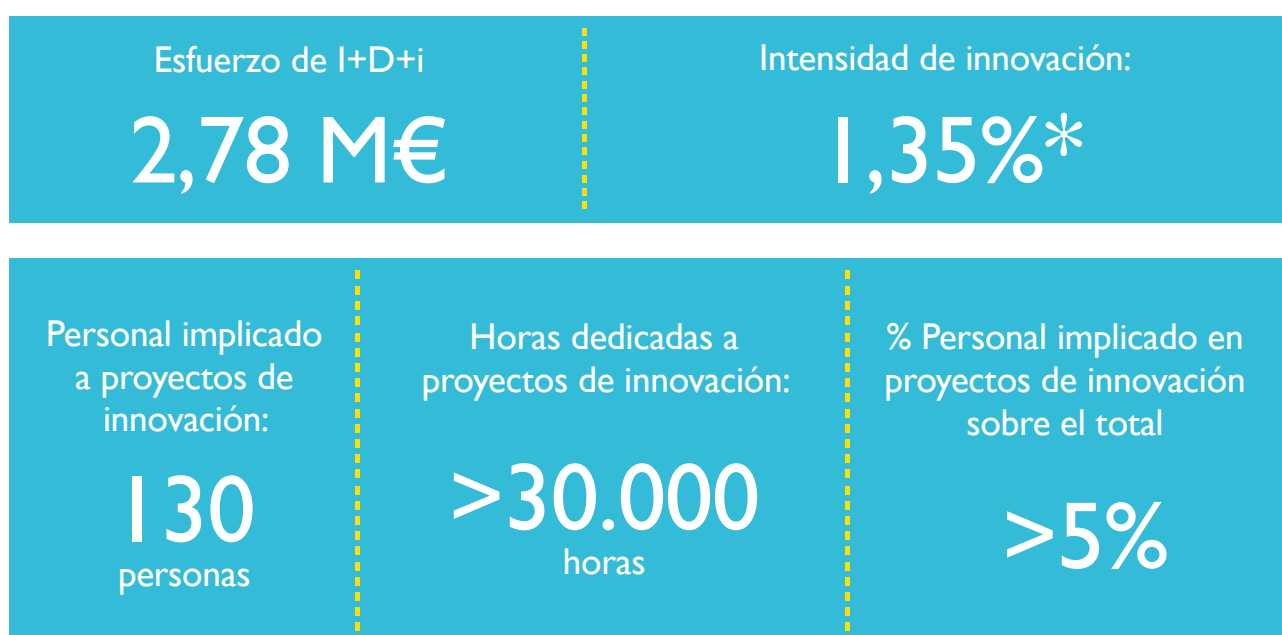 Esfuerzo de I+D+i
2,78 M€
Intensidad de innovación:
1,35%*
Personal implicado
a proyectos de
innovación:
130
personas
Horas dedicadas a
proyectos de innovación:
>30.000
horas
% Personal implicado en
proyectos de innovación
sobre el total
>5%